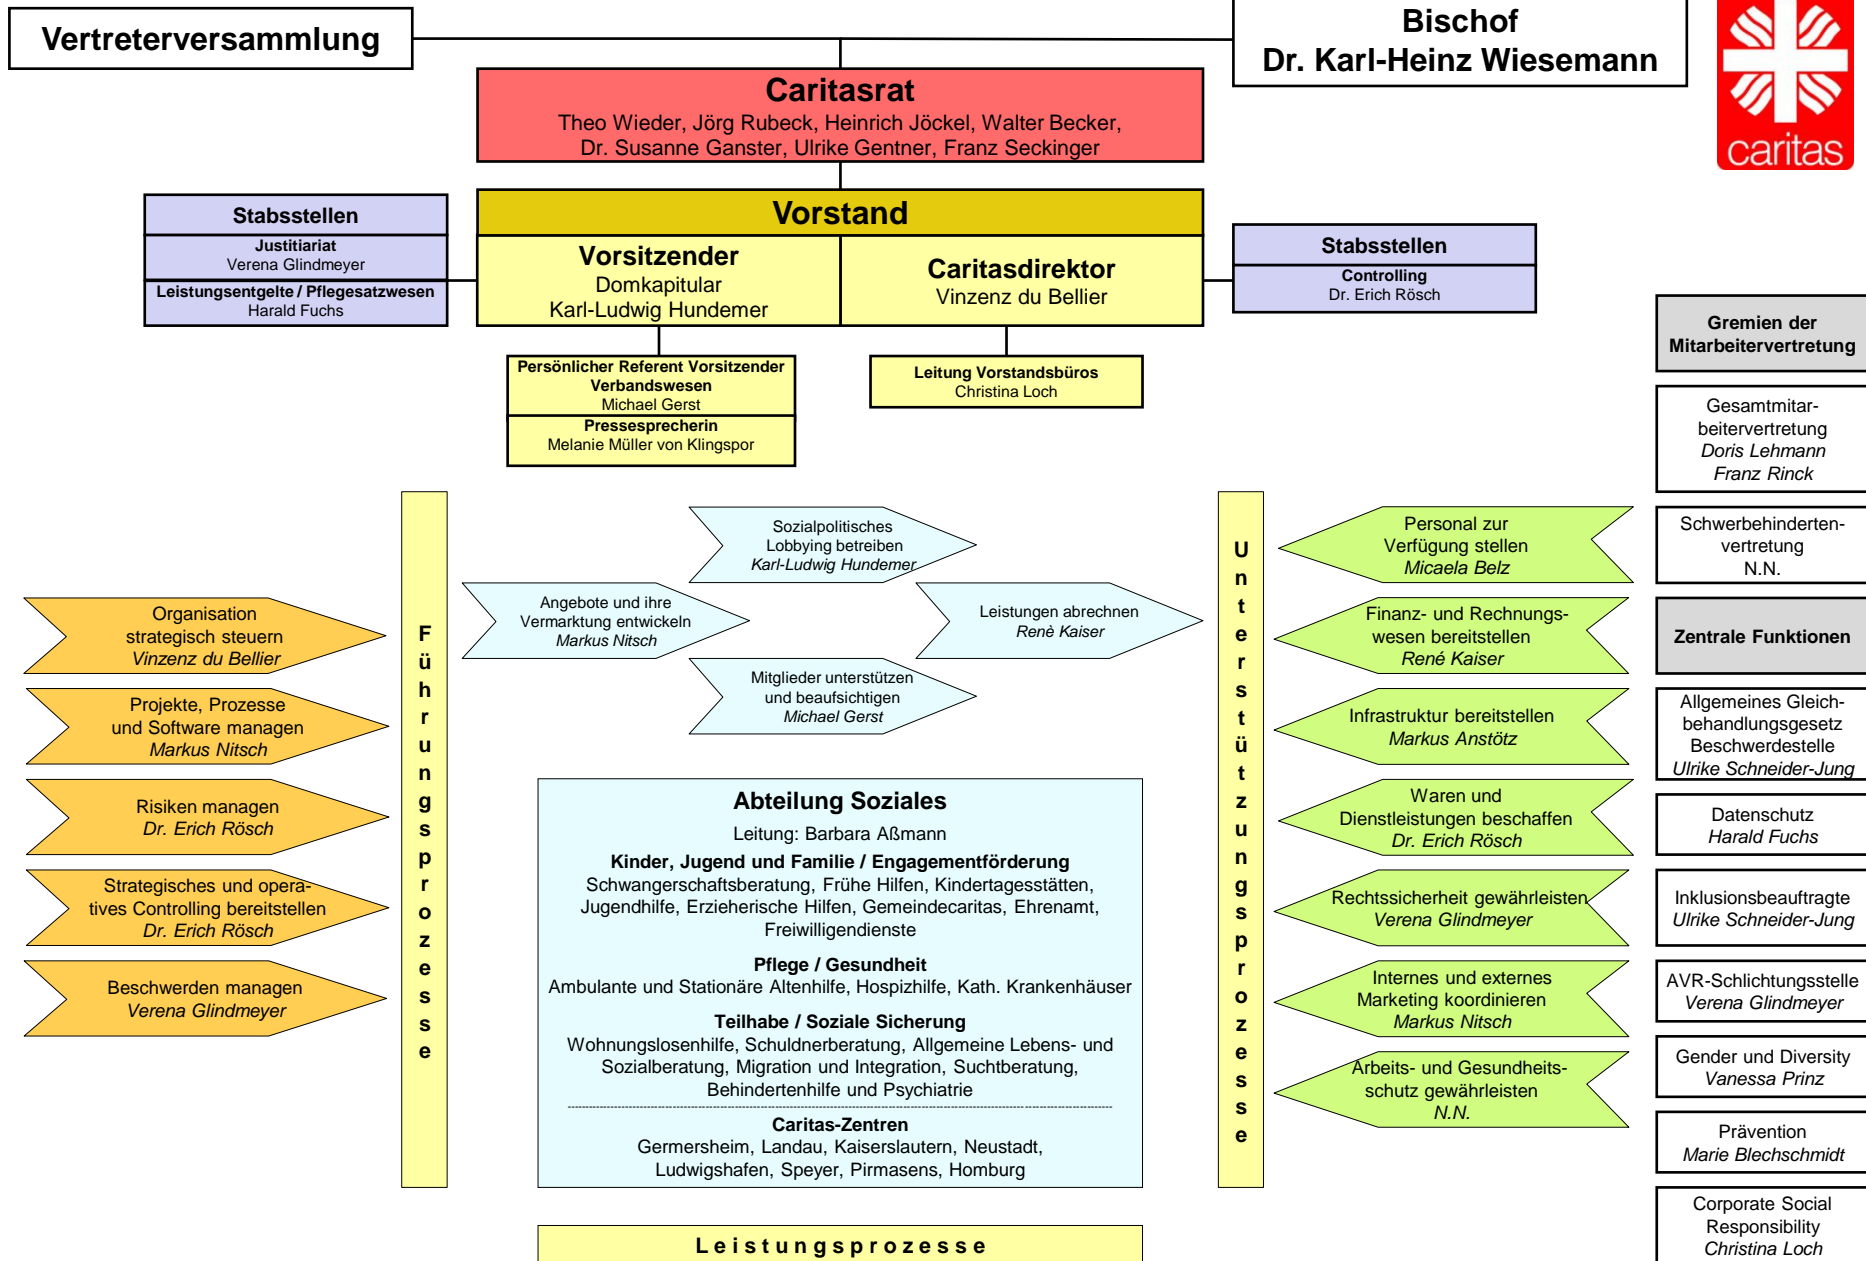 Vertreterversammlung
Bischof
Dr. Karl-Heinz Wiesemann
caritas
Caritasrat
Theo Wieder, Jörg Rubeck, Heinrich Jöckel, Walter Becker,
Dr. Susanne Ganster, Ulrike Gentner, Franz Seckinger
Stabsstellen
Justitiariat
Verena Glindmeyer
Leistungsentgelte / Pflegesatzwesen
Harald Fuchs
Vorstand
Vorsitzender
Domkapitular
Karl-Ludwig Hundemer
Caritasdirektor
Vinzenz du Bellier
Stabsstellen
Controlling
Dr. Erich Rösch
Persönlicher Referent Vorsitzender
Verbandswesen
Michael Gerst
Pressesprecherin
Melanie Müller von Klingspor
Leitung Vorstandsbüros
Christina Loch
Organisation
strategisch steuern
Vinzenz du Bellier
Projekte, Prozesse
und Software managen
Markus Nitsch
Risiken managen
Dr. Erich Rösch
Strategisches und opera-
tives Controlling bereitstellen
Dr. Erich Rösch
Beschwerden managen
Verena Glindmeyer
Führungsprozesse
Sozialpolitisches
Lobbying betreiben
Karl-Ludwig Hundemer
Angebote und ihre
Vermarktung entwickeln
Markus Nitsch
Leistungen abrechnen
Renè Kaiser
Mitglieder unterstützen
und beaufsichtigen
Michael Gerst
Abteilung Soziales
Leitung: Barbara Aßmann
Kinder, Jugend und Familie / Engagementförderung
Schwangerschaftsberatung, Frühe Hilfen, Kindertagesstätten,
Jugendhilfe, Erzieherische Hilfen, Gemeindecaritas, Ehrenamt,
Freiwilligendienste
Pflege / Gesundheit
Ambulante und Stationäre Altenhilfe, Hospizhilfe, Kath. Krankenhäuser
Teilhabe / Soziale Sicherung
Wohnungslosenhilfe, Schuldnerberatung, Allgemeine Lebens- und
Sozialberatung, Migration und Integration, Suchtberatung,
Behindertenhilfe und Psychiatrie
Caritas-Zentren
Germersheim, Landau, Kaiserslautern, Neustadt,
Ludwigshafen, Speyer, Pirmasens, Homburg
Leistungsprozesse
Unterstützungsprozesse
Personal zur
Verfügung stellen
Micaela Belz
Finanz- und Rechnungs-
wesen bereitstellen
René Kaiser
Infrastruktur bereitstellen
Markus Anstötz
Waren und
Dienstleistungen beschaffen
Dr. Erich Rösch
Rechtssicherheit gewährleisten
Verena Glindmeyer
Internes und externes
Marketing koordinieren
Markus Nitsch
Arbeits- und Gesundheits-
schutz gewährleisten
N.N.
Gremien der
Mitarbeitervertretung
Gesamtmitar-
beitervertretung
Doris Lehmann
Franz Rinck
Schwerbehinderten-
vertretung
N.N.
Zentrale Funktionen
Allgemeines Gleich-
behandlungsgesetz
Beschwerdestelle
Ulrike Schneider-Jung
Datenschutz
Harald Fuchs
Inklusionsbeauftragte
Ulrike Schneider-Jung
AVR-Schlichtungsstelle
Verena Glindmeyer
Gender und Diversity
Vanessa Prinz
Prävention
Marie Blechschmidt
Corporate Social
Responsibility
Christina Loch